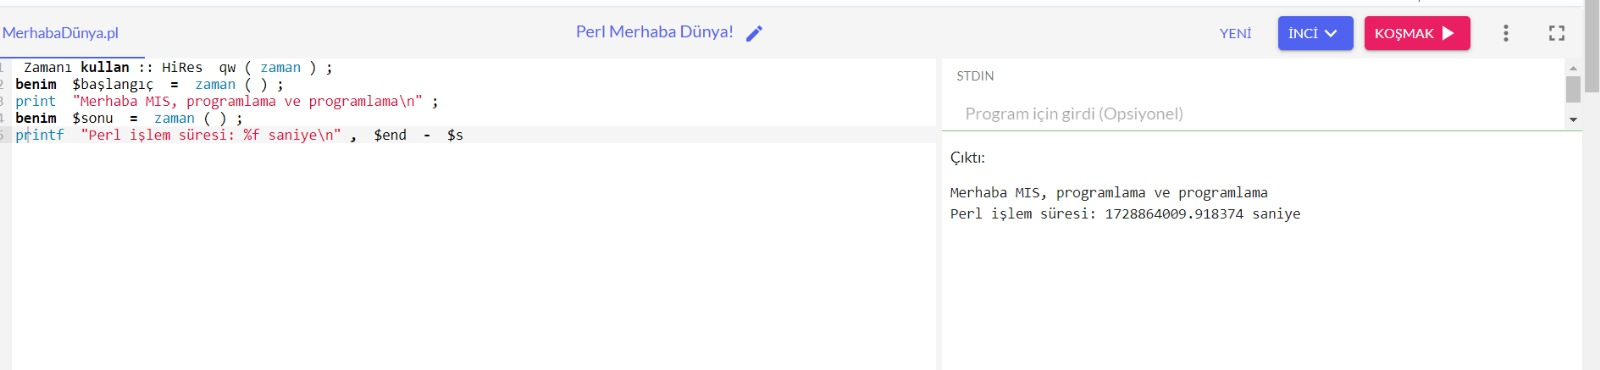 MerhabaDünya.pl
Perl Merhaba Dünya!
YENİ
İNCİ
KOŞMAK
1 Zamanı kullan :: HiRes qw ( zaman ) ;
2 benim $başlangıç = zaman ( ) ;
3 print "Merhaba MIS, programlama ve programlama\n" ;
4 benim $sonu = zaman ( ) ;
5 printf "Perl işlem süresi: %f saniye\n" , $end - $s
STDIN
Program için girdi (Opsiyonel)
Çıktı:
Merhaba MIS, programlama ve programlama
Perl işlem süresi: 1728864009.918374 saniye